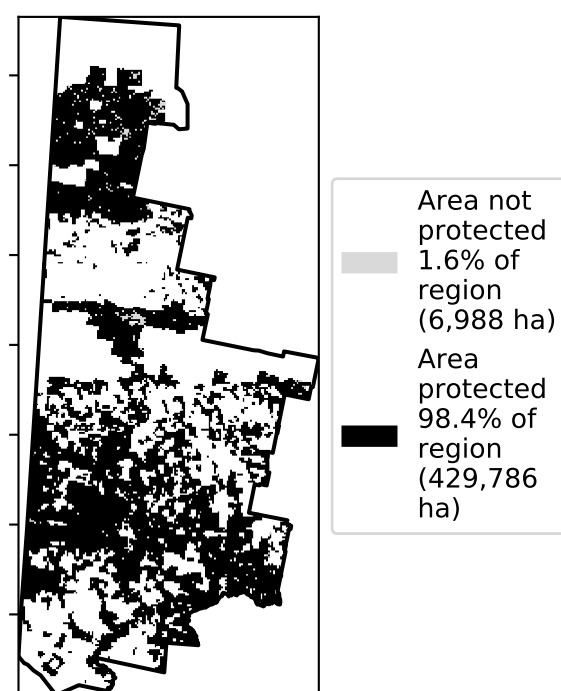 Area not
protected
1.6% of
region
(6,988 ha)
Area
protected
98.4% of
region
(429,786
ha)